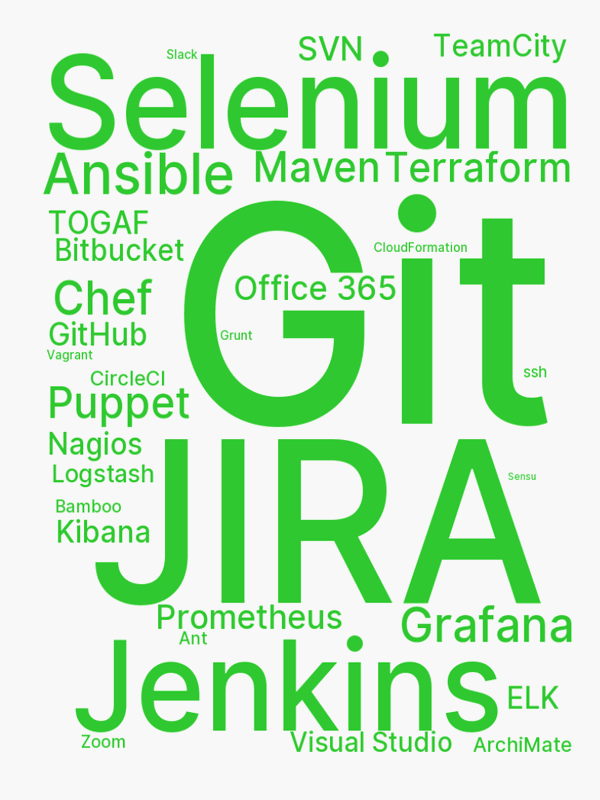 Slack
SVN
TeamCity
Selenium
Ansible
Maven
Terraform
TOGAF
Bitbucket
CloudFormation
Git
Office 365
Chef
GitHub
Grunt
Vagrant
CircleCI
ssh
Puppet
Nagios
Logstash
Sensu
JIRA
Bamboo
Kibana
Prometheus
Grafana
Ant
Jenkins
ELK
Zoom
Visual Studio
ArchiMate